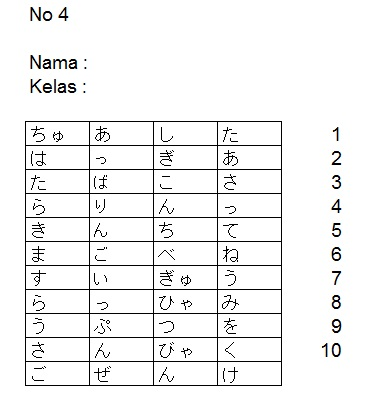 No 4
Nama :
Kelas :
ちゅ あ し た 1
は っ ぎ あ 2
た ば こ さ 3
ら り ん っ 4
き ん ち て 5
ま ご べ ね 6
す い ぎゅ う 7
ら っ ひゃ み 8
う ぷ つ を 9
さ ん びゃ く 10
ご ぜ ん け